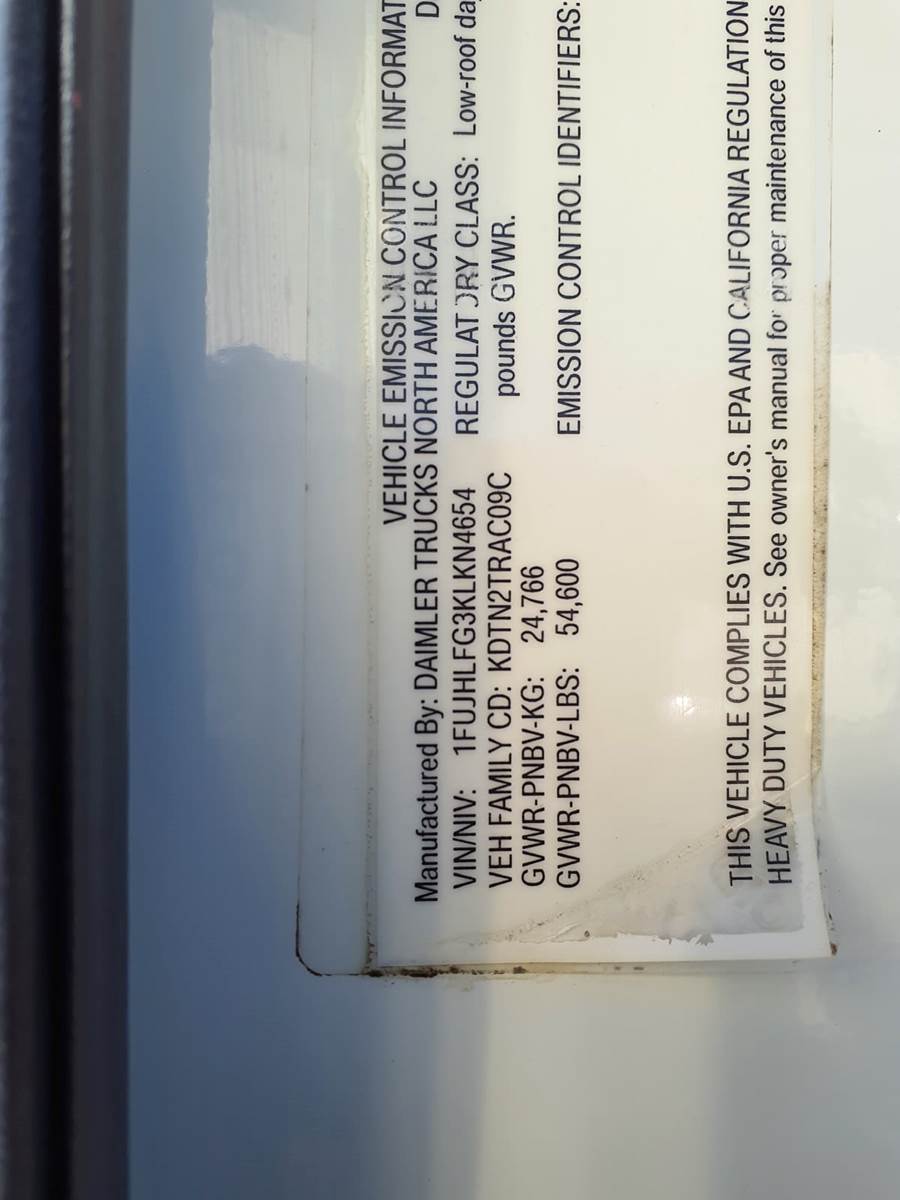 VEHICLE EMISSION CONTROL INFORMAT
Manufactured By: DAIMLER TRUCKS NORTH AMERICA LLC D
VIN/NIV: 1FUJHLFG3KLKN4654 REGULATORY CLASS: Low-roof da
VEH FAMILY CD: KDTN2TRAC09C pounds GVWR.
GVWR-PNBV-KG: 24,766
GVWR-PNBV-LBS: 54,600 EMISSION CONTROL IDENTIFIERS:
THIS VEHICLE COMPLIES WITH U.S. EPA AND CALIFORNIA REGULATION
HEAVY DUTY VEHICLES. See owner's manual for proper maintenance of this